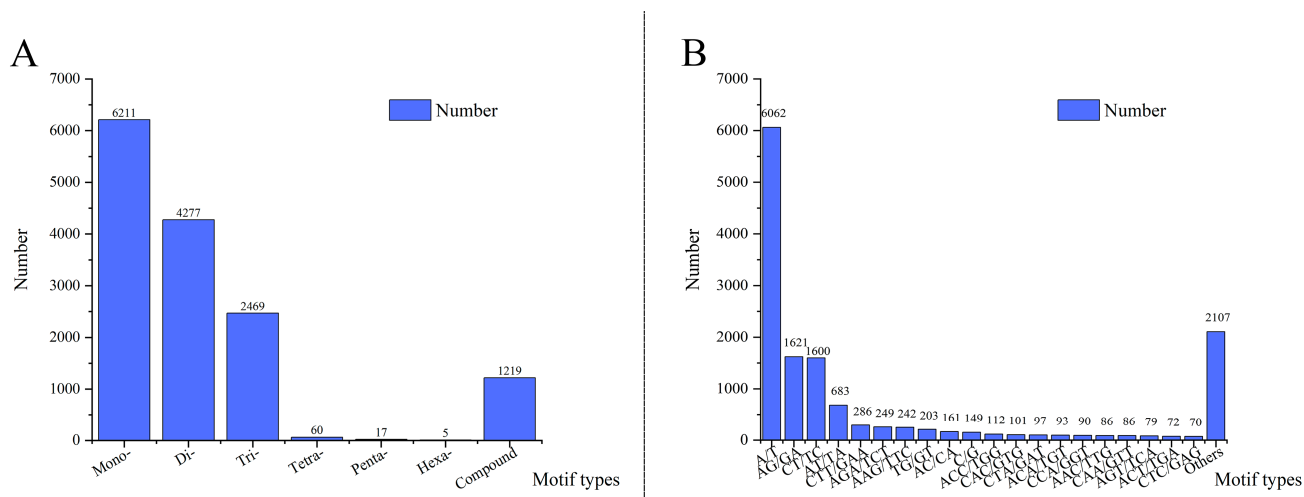 A
7000
6000
5000
4000
3000
2000
1000
0
Number
Number
6211
4277
2469
60
17
5
1219
Mono-
Di-
Tri-
Tetra-
Penta-
Hexa-
Compound
Motif types
B
7000
6000
5000
4000
3000
2000
1000
0
Number
Number
6062
1621
1600
683
286
249
242
203
161
149
112
101
97
93
90
86
86
79
72
70
2107
A/T
AG/GA
CT/TC
AT/TA
CTT/GAA
AGA/TCT
AAG/TTC
TG/GT
AC/CA
C/G
ACC/TGG
CAC/GTG
CTA/GAT
ACA/TGT
CCA/GGT
AAC/TTG
CAA/GTT
AGT/TCA
ACT/TGA
CTC/GAG
Others
Motif types